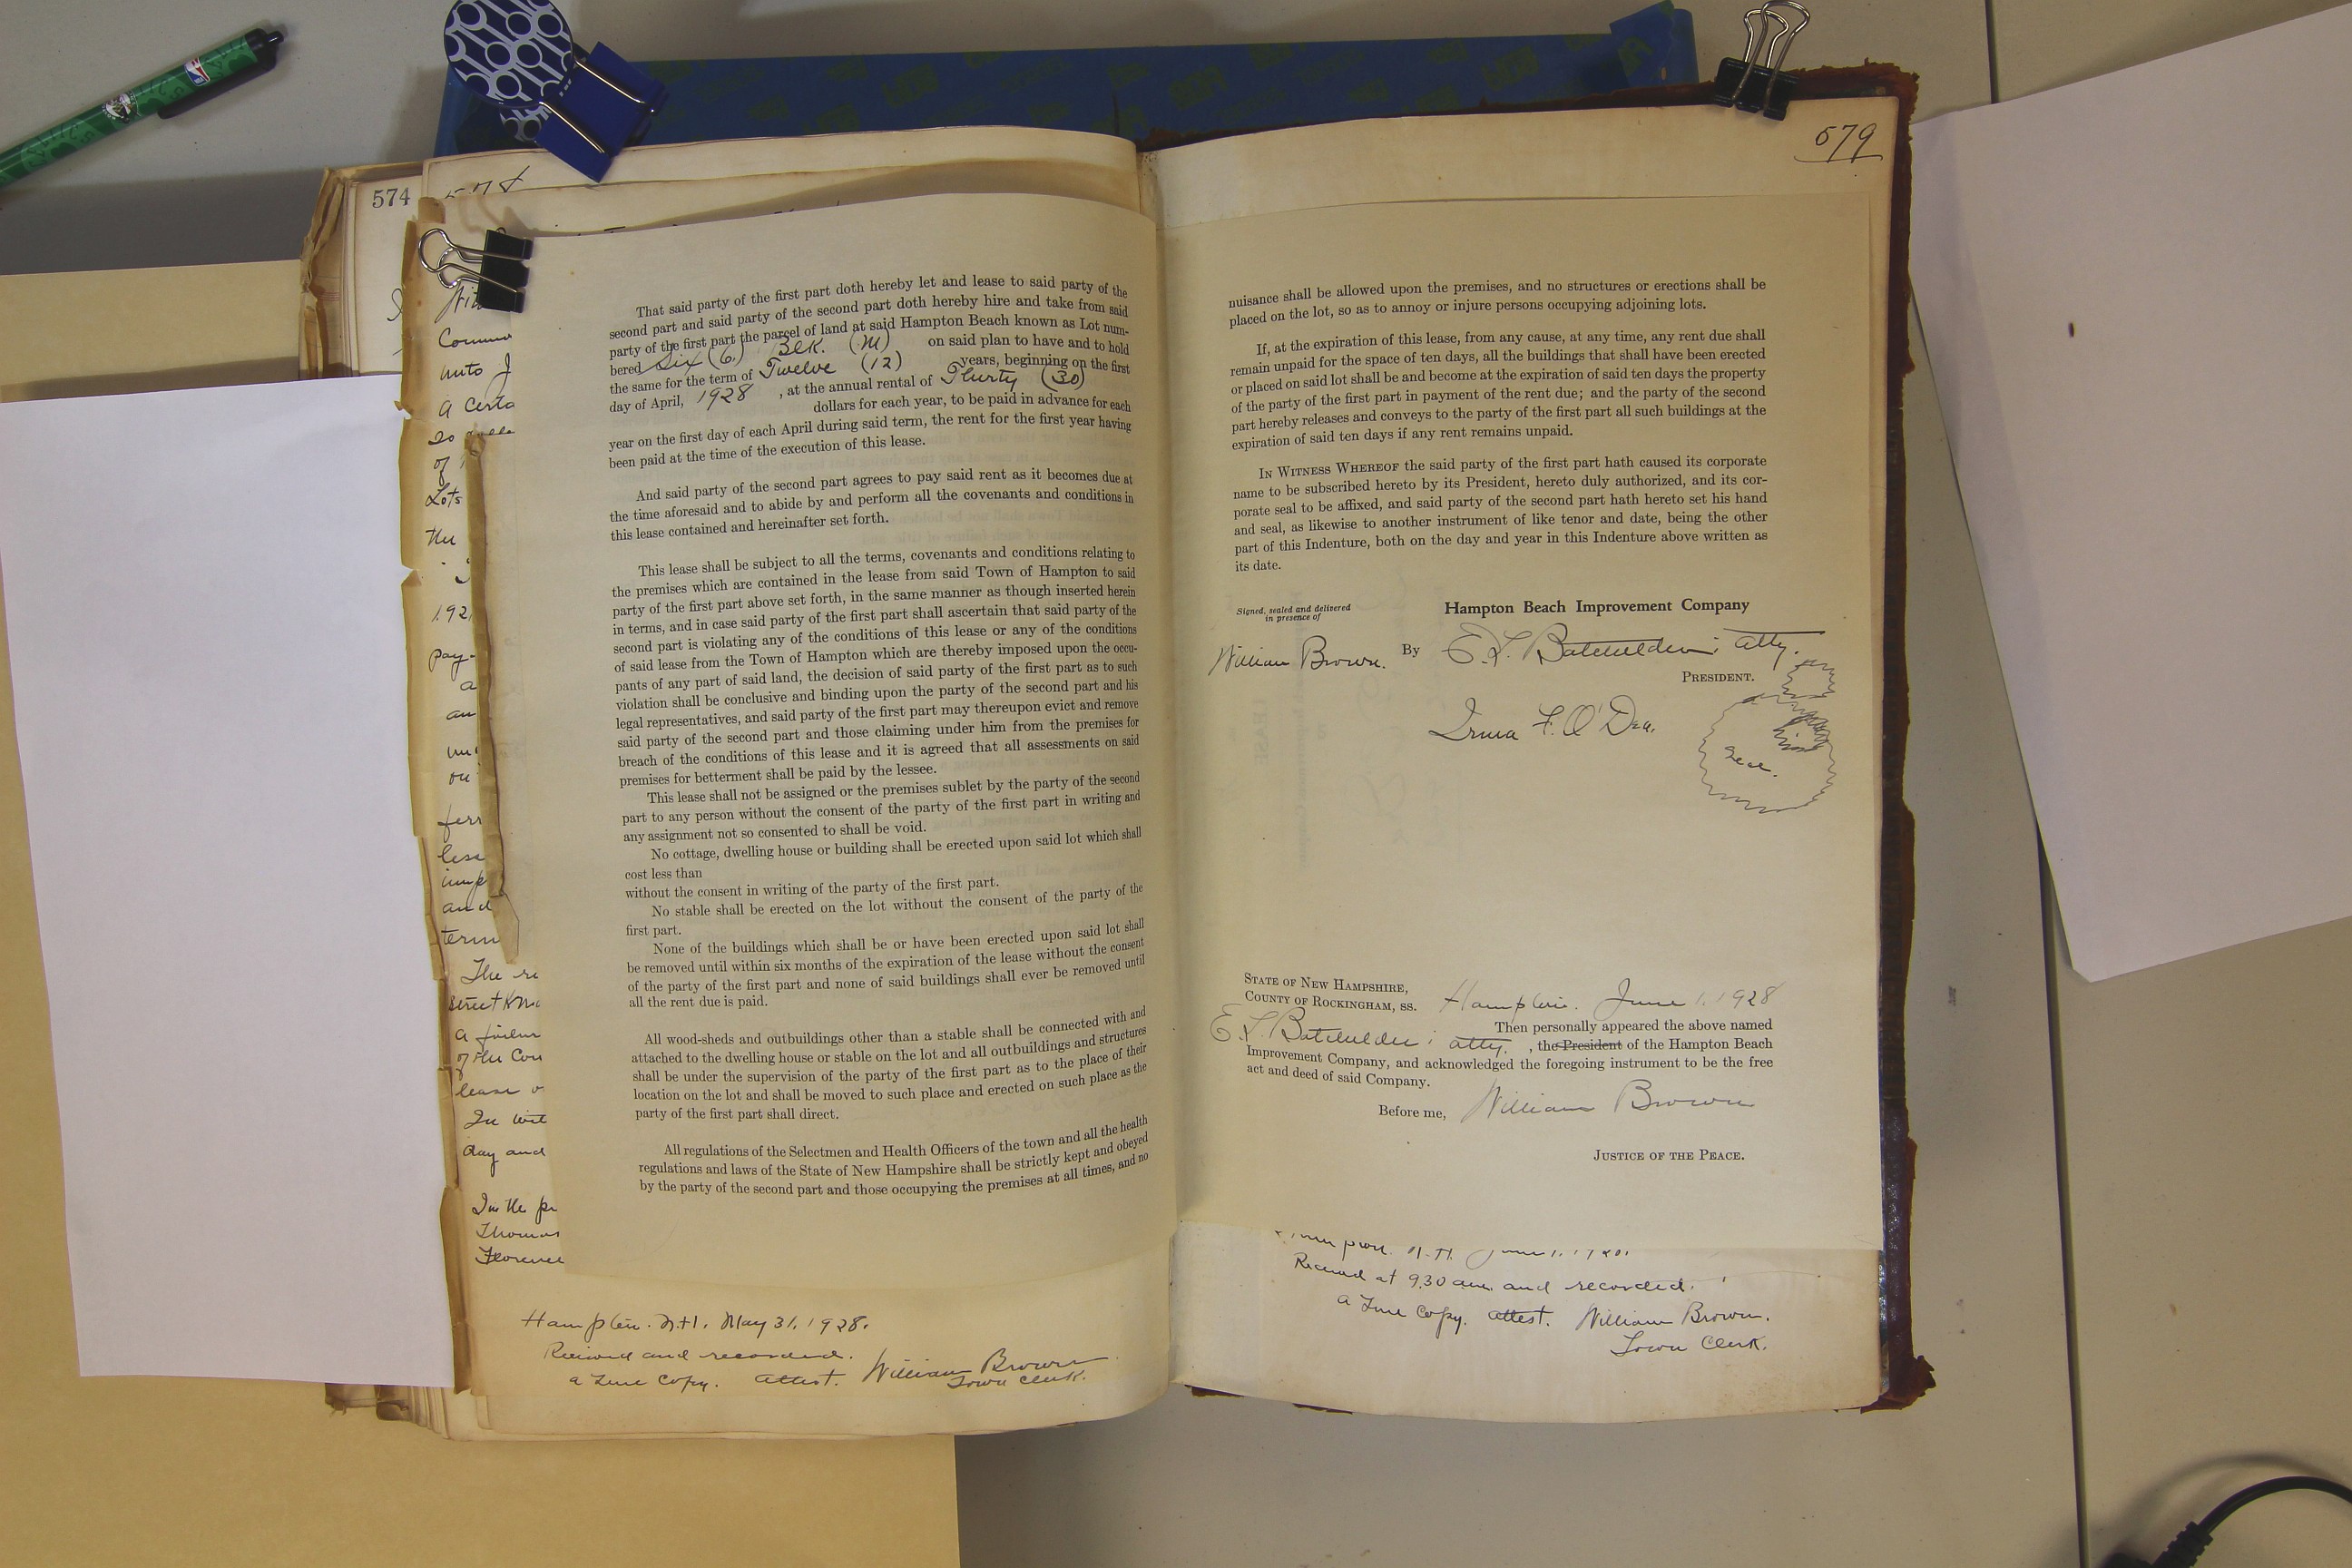 574
579
That said party of the first part doth hereby let and lease to said party of the
second part and said party of the second part doth hereby hire and take from said
party of the first part the parcel of land at said Hampton Beach known as Lot num-
bered Six (6.) Blk. (M) on said plan to have and to hold
the same for the term of Twelve (12) years, beginning on the first
day of April, 1928 , at the annual rental of Thirty (30)
dollars for each year, to be paid in advance for each
year on the first day of each April during said term, the rent for the first year having
been paid at the time of the execution of this lease.
And said party of the second part agrees to pay said rent as it becomes due at
the time aforesaid and to abide by and perform all the covenants and conditions in
this lease contained and hereinafter set forth.
This lease shall be subject to all the terms, covenants and conditions relating to
the premises which are contained in the lease from said Town of Hampton to said
party of the first part above set forth, in the same manner as though inserted herein
in terms, and in case said party of the first part shall ascertain that said party of the
second part is violating any of the conditions of this lease or any of the conditions
of said lease from the Town of Hampton which are thereby imposed upon the occu-
pants of any part of said land, the decision of said party of the first part as to such
violation shall be conclusive and binding upon the party of the second part and his
legal representatives, and said party of the first part may thereupon evict and remove
said party of the second part and those claiming under him from the premises for
breach of the conditions of this lease and it is agreed that all assessments on said
premises for betterment shall be paid by the lessee.
This lease shall not be assigned or the premises sublet by the party of the second
part to any person without the consent of the party of the first part in writing and
any assignment not so consented to shall be void.
No cottage, dwelling house or building shall be erected upon said lot which shall
cost less than
without the consent in writing of the party of the first part.
No stable shall be erected on the lot without the consent of the party of the
first part.
None of the buildings which shall be or have been erected upon said lot shall
be removed until within six months of the expiration of the lease without the consent
of the party of the first part and none of said buildings shall ever be removed until
all the rent due is paid.
All wood-sheds and outbuildings other than a stable shall be connected with and
attached to the dwelling house or stable on the lot and all outbuildings and structures
shall be under the supervision of the party of the first part as to the place of their
location on the lot and shall be moved to such place and erected on such place as the
party of the first part shall direct.
All regulations of the Selectmen and Health Officers of the town and all the health
regulations and laws of the State of New Hampshire shall be strictly kept and obeyed
by the party of the second part and those occupying the premises at all times, and no
Hampton. N.H. May 31, 1928.
Received and recorded.
a True Copy. Attest. William Brown
Town Clerk.
nuisance shall be allowed upon the premises, and no structures or erections shall be
placed on the lot, so as to annoy or injure persons occupying adjoining lots.
If, at the expiration of this lease, from any cause, at any time, any rent due shall
remain unpaid for the space of ten days, all the buildings that shall have been erected
or placed on said lot shall be and become at the expiration of said ten days the property
of the party of the first part in payment of the rent due; and the party of the second
part hereby releases and conveys to the party of the first part all such buildings at the
expiration of said ten days if any rent remains unpaid.
In Witness Whereof the said party of the first part hath caused its corporate
name to be subscribed hereto by its President, hereto duly authorized, and its cor-
porate seal to be affixed, and said party of the second part hath hereto set his hand
and seal, as likewise to another instrument of like tenor and date, being the other
part of this Indenture, both on the day and year in this Indenture above written as
its date.
Signed, sealed and delivered
in presence of
Hampton Beach Improvement Company
William Brown. By E. L. Batchelder; Atty.
President.
Irma F. O'Dea.
Seal.
State of New Hampshire,
County of Rockingham, ss. Hampton. June 1, 1928
Then personally appeared the above named
E. L. Batchelder; atty. , the President of the Hampton Beach
Improvement Company, and acknowledged the foregoing instrument to be the free
act and deed of said Company.
Before me, William Brown
Justice of the Peace.
Received at 9.30 am. and recorded.
a True Copy. Attest. William Brown.
Town Clerk.